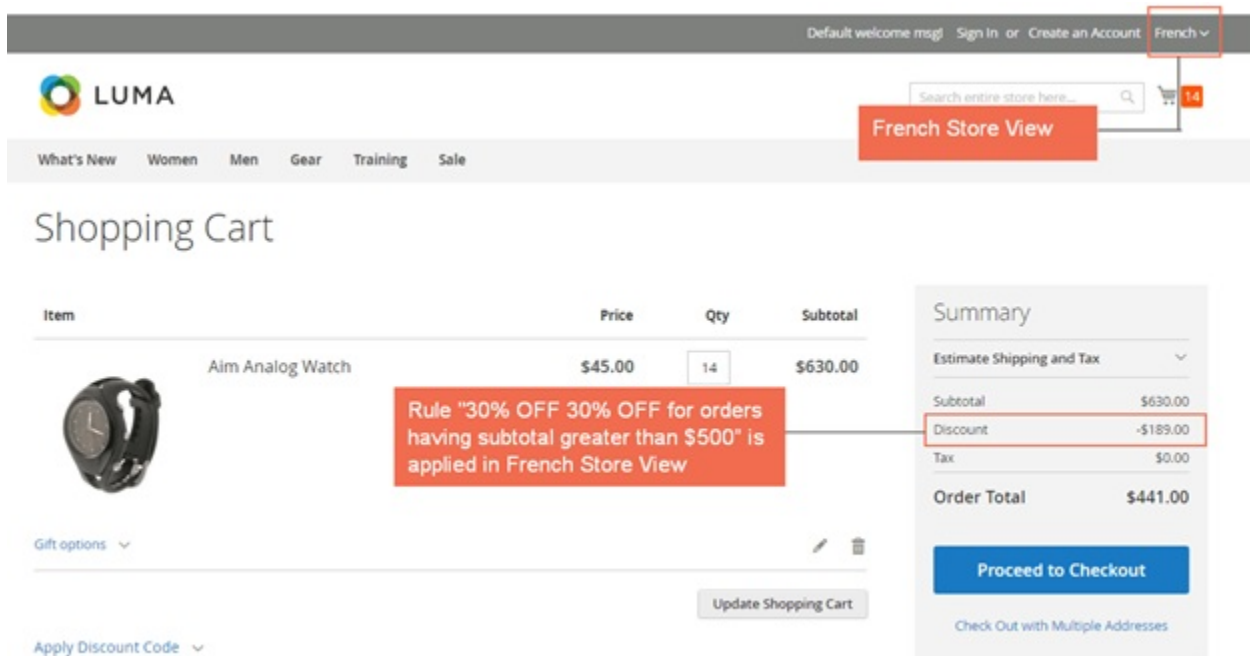 Default welcome msg! Sign In or Create an Account French
LUMA
Search entire store here...
14
French Store View
What's New Women Men Gear Training Sale
Shopping Cart
Item Price Qty Subtotal
Aim Analog Watch $45.00 14 $630.00
Rule "30% OFF 30% OFF for orders
having subtotal greater than $500" is
applied in French Store View
Gift options
Update Shopping Cart
Apply Discount Code
Summary
Estimate Shipping and Tax
Subtotal $630.00
Discount -$189.00
Tax $0.00
Order Total $441.00
Proceed to Checkout
Check Out with Multiple Addresses